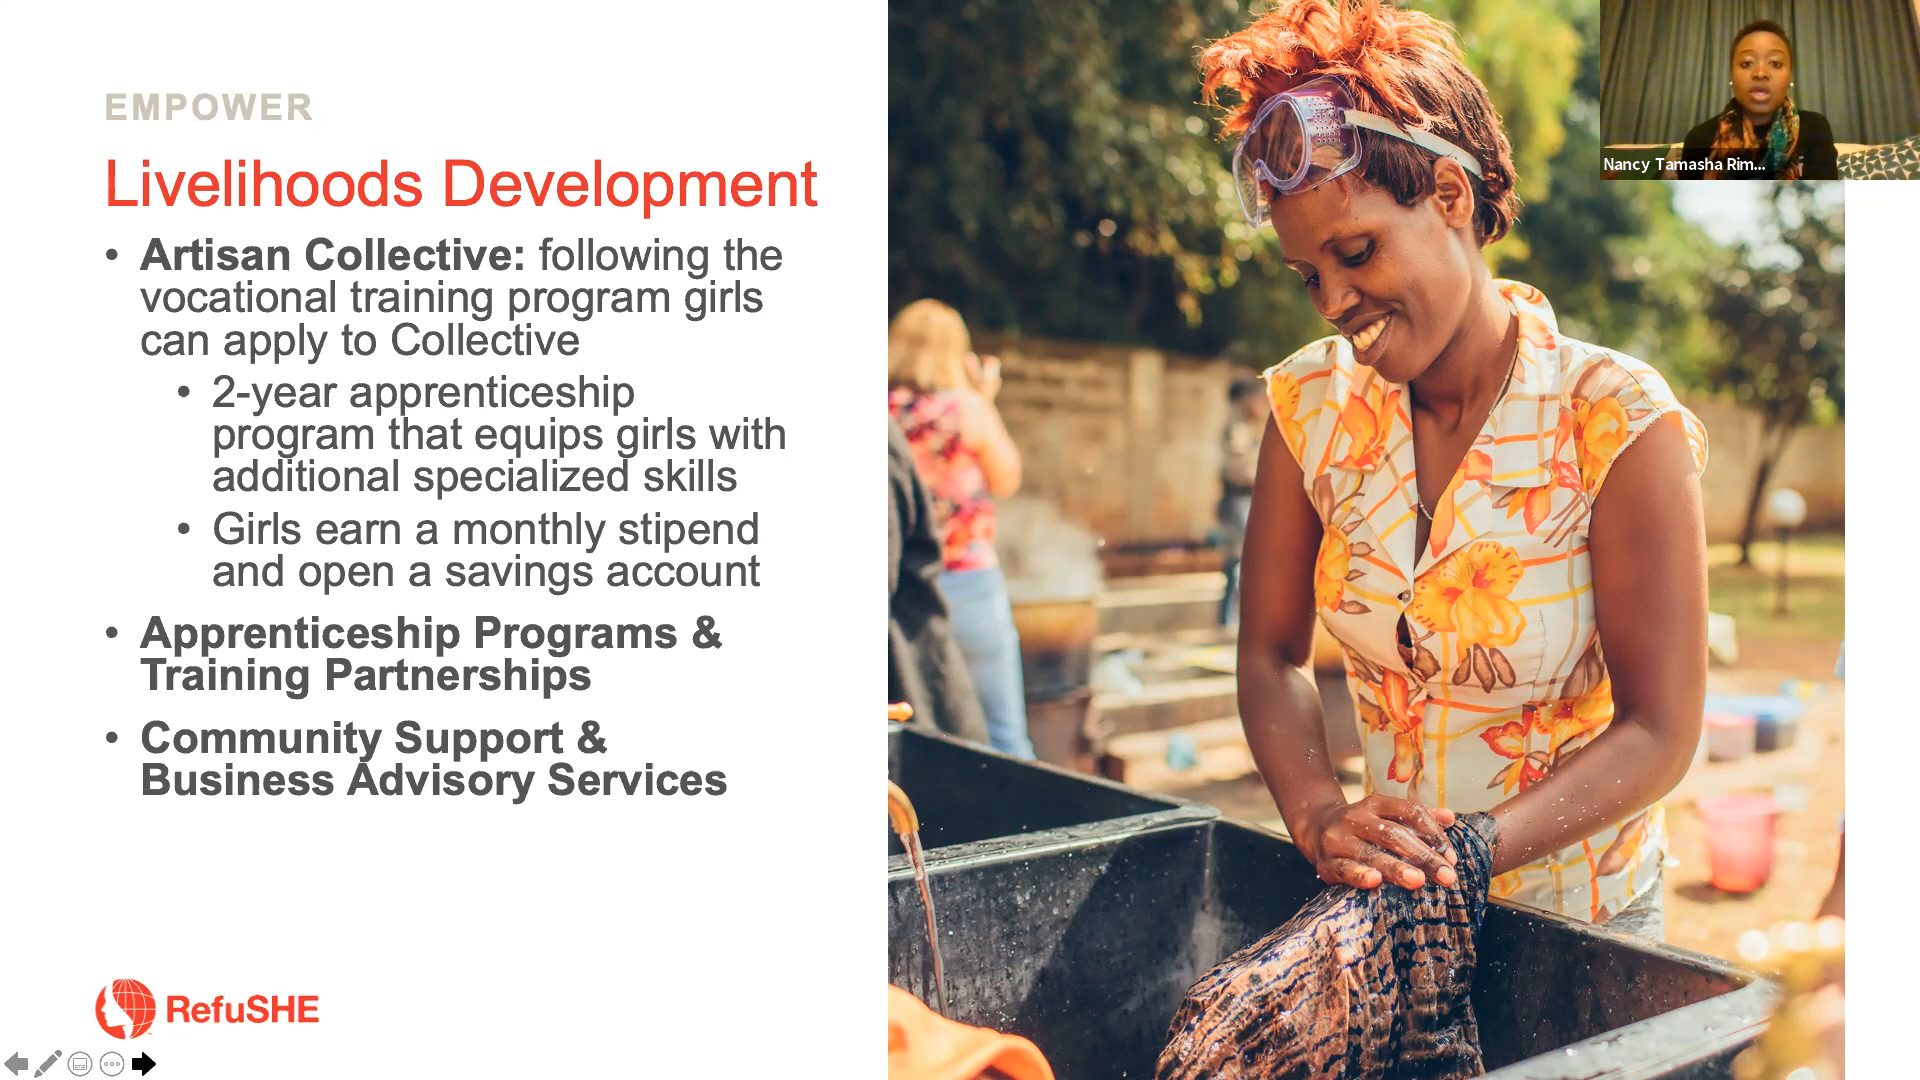 EMPOWER
Livelihoods Development
• Artisan Collective: following the
vocational training program girls
can apply to Collective
• 2-year apprenticeship
program that equips girls with
additional specialized skills
• Girls earn a monthly stipend
and open a savings account
• Apprenticeship Programs &
Training Partnerships
• Community Support &
Business Advisory Services
RefuSHE
Nancy Tamasha Rim...